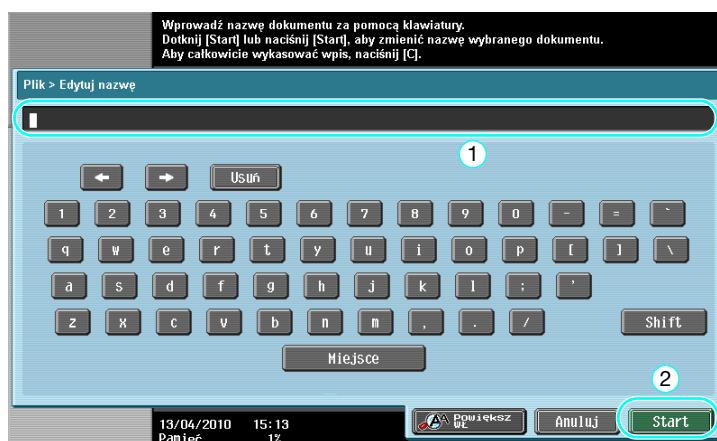 Wprowadź nazwę dokumentu za pomocą klawiatury.
Dotknij [Start] lub naciśnij [Start], aby zmienić nazwę wybranego dokumentu.
Aby całkowicie wykasować wpis, naciśnij [C].
Plik > Edytuj nazwę
1
← → Usuń
1 2 3 4 5 6 7 8 9 0 - = `
q w e r t y u i o p [ ] \
a s d f g h j k l ; '
z x c v b n m , . / Shift
Miejsce
2
Powiększ
WŁ
Anuluj Start
13/04/2010 15:13
Pamięć 1%